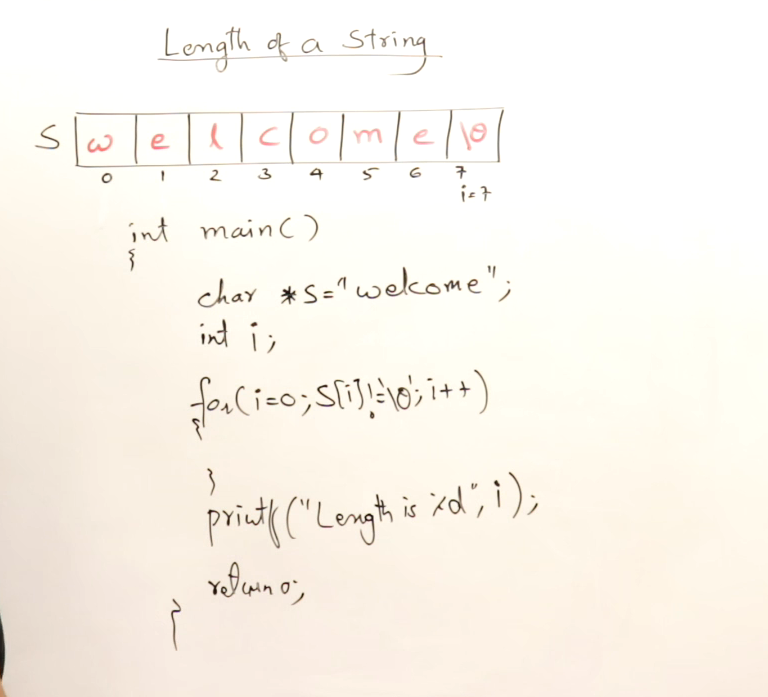 Length of a String
S w e l c o m e \0
0 1 2 3 4 5 6 7
i=7
int main()
{
char *S="welcome";
int i;
for(i=0;S[i]!='\0';i++)
{
}
printf("Length is %d",i);
return 0;
}